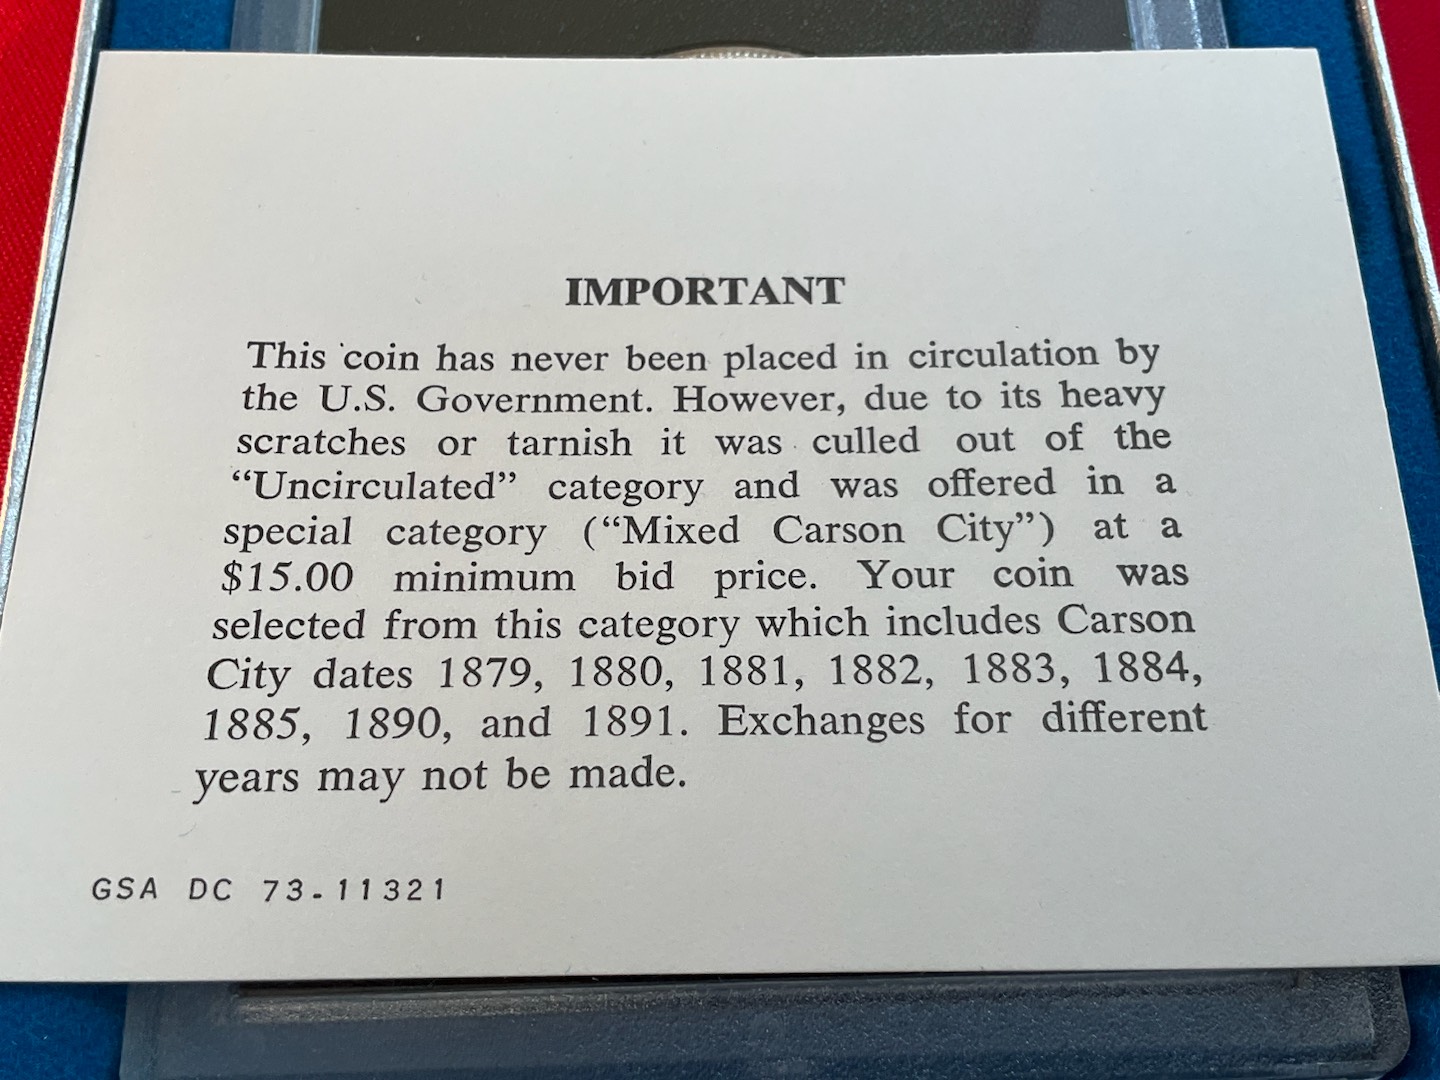 IMPORTANT
This coin has never been placed in circulation by
the U.S. Government. However, due to its heavy
scratches or tarnish it was culled out of the
“Uncirculated” category and was offered in a
special category (“Mixed Carson City”) at a
$15.00 minimum bid price. Your coin was
selected from this category which includes Carson
City dates 1879, 1880, 1881, 1882, 1883, 1884,
1885, 1890, and 1891. Exchanges for different
years may not be made.
GSA DC 73-11321